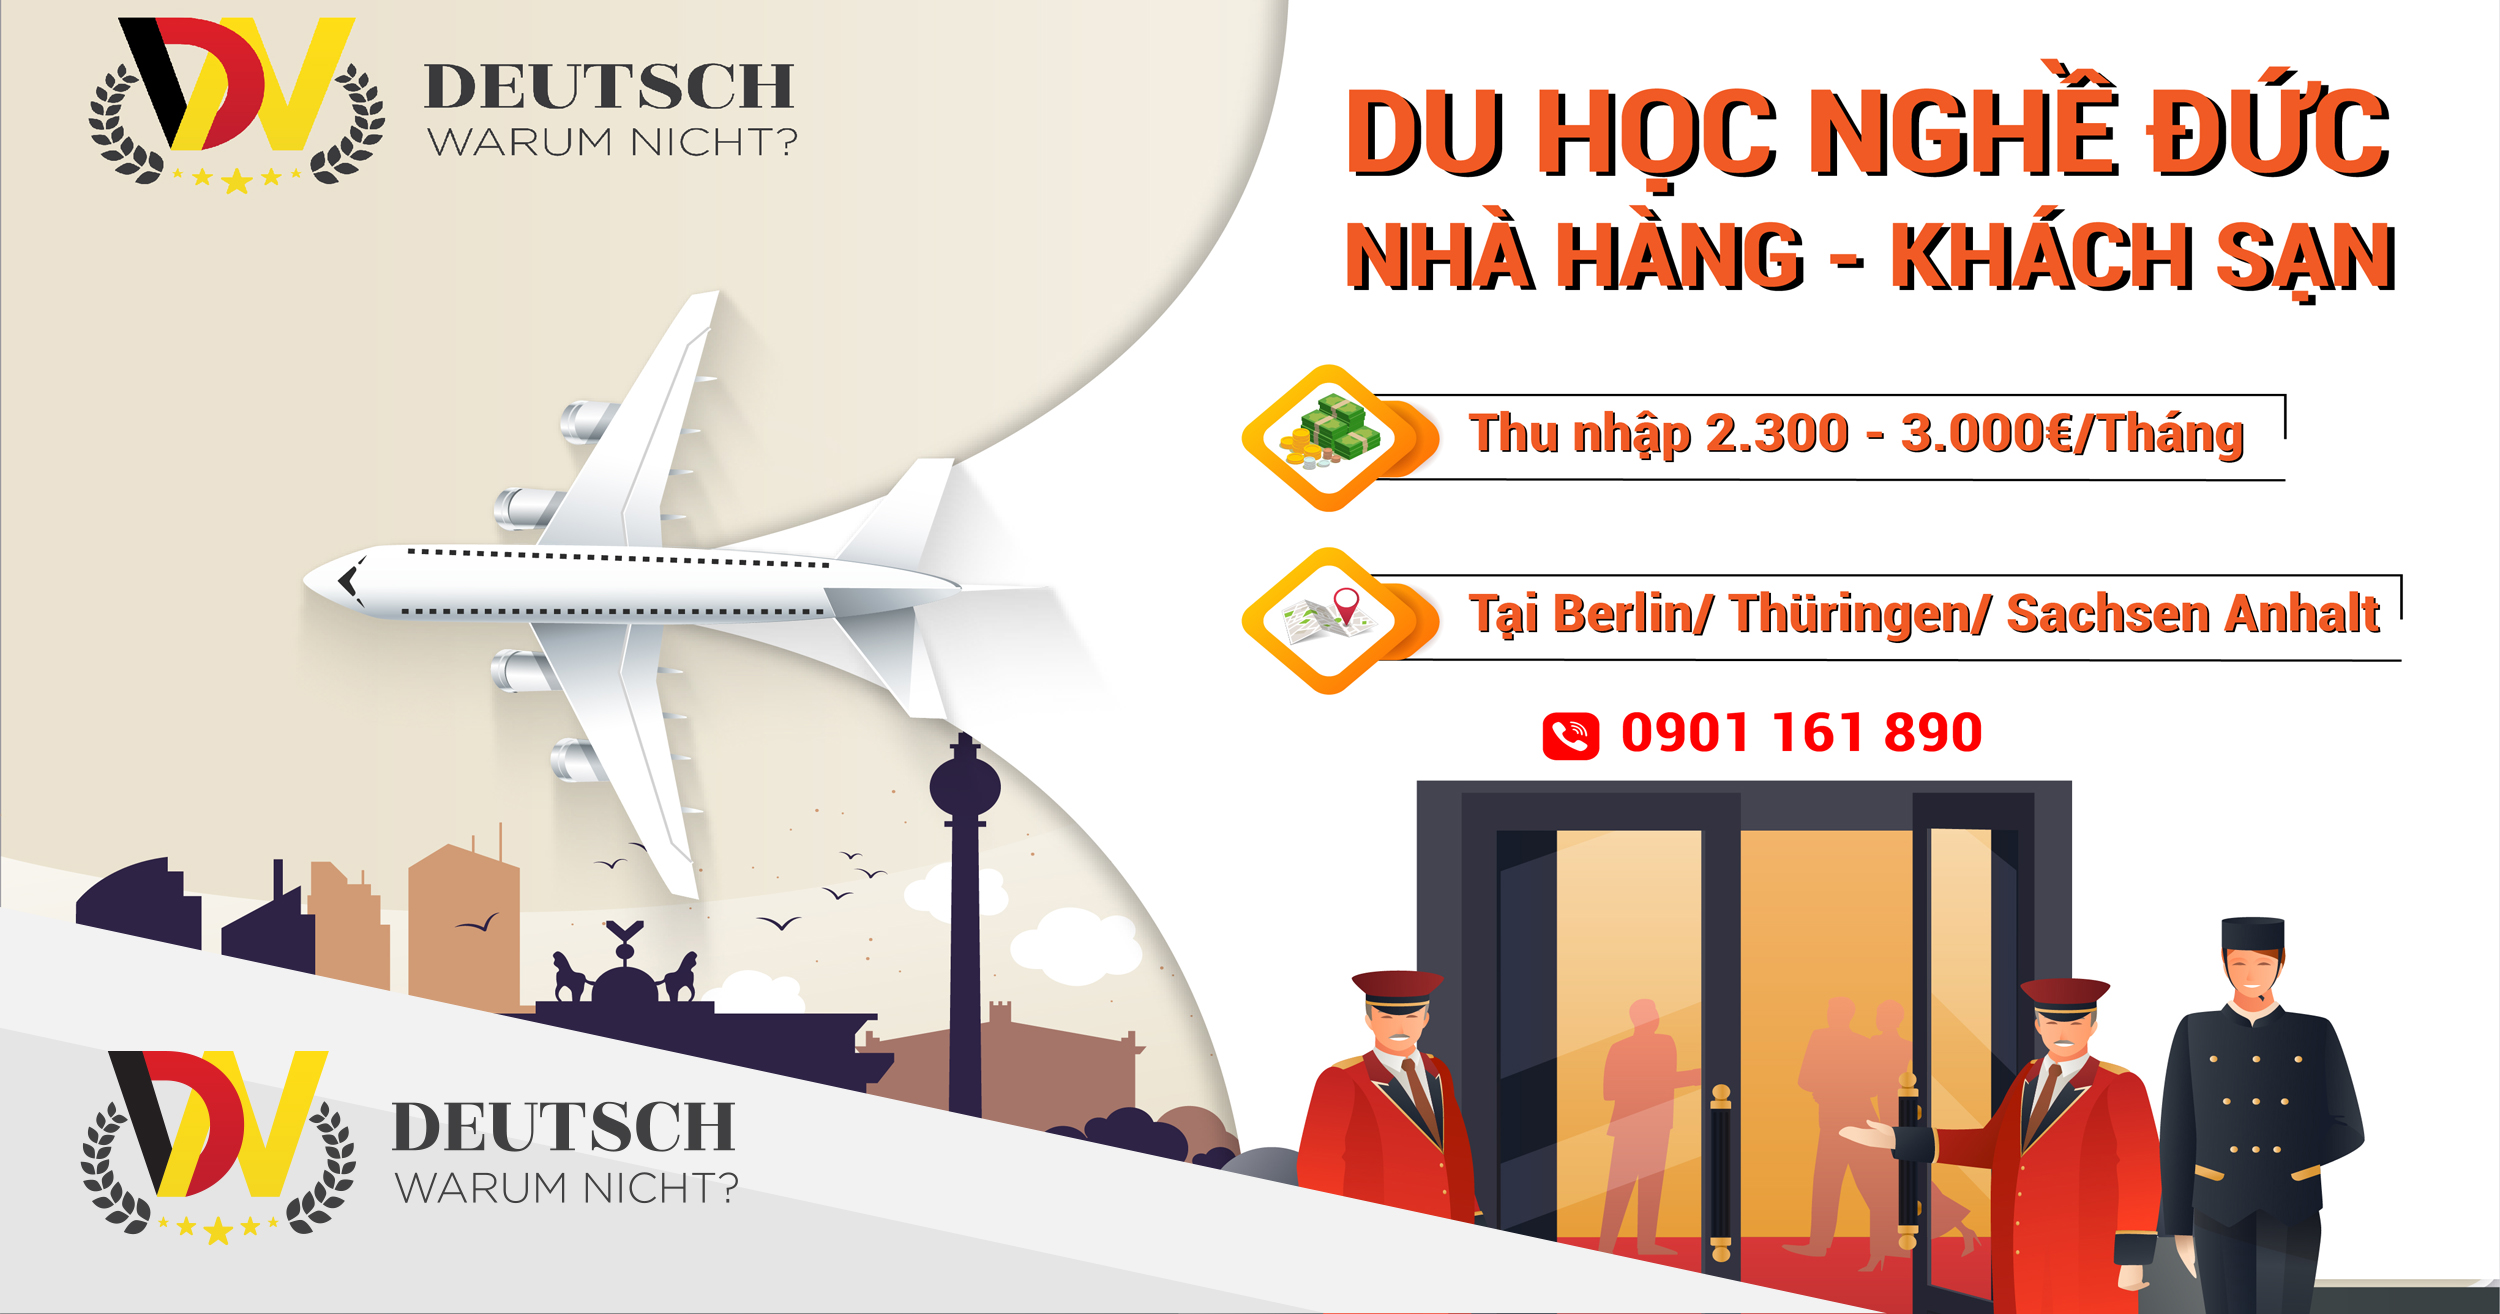 DEUTSCH
WARUM NICHT?
DU HỌC NGHỀ ĐỨC
NHÀ HÀNG - KHÁCH SẠN
Thu nhập 2.300 - 3.000€/Tháng
Tại Berlin/ Thüringen/ Sachsen Anhalt
0901 161 890
DEUTSCH
WARUM NICHT?